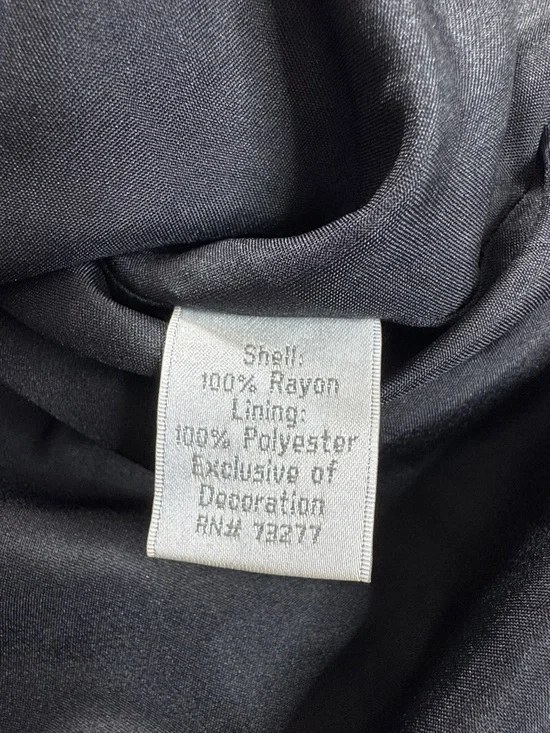 Shell:
100% Rayon
Lining:
100% Polyester
Exclusive of
Decoration
RN# 73277